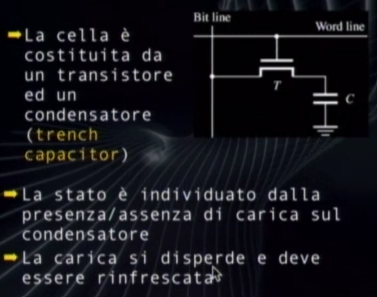 Bit line
Word line
➡La cella è
costituita da
un transistore
ed un
condensatore
(trench
capacitor)
T
C
➡La stato è individuato dalla
presenza/assenza di carica sul
condensatore
➡La carica si disperde e deve
essere rinfrescata